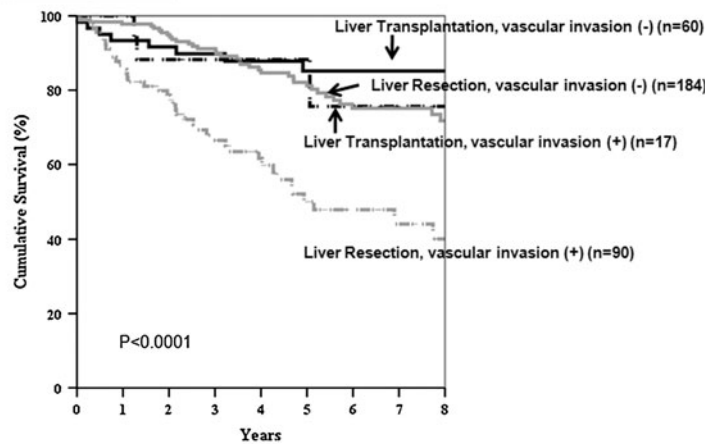 Liver Transplantation, vascular invasion (-) (n=60)
Liver Resection, vascular invasion (-) (n=184)
Liver Transplantation, vascular invasion (+) (n=17)
Liver Resection, vascular invasion (+) (n=90)
P<0.0001
Cumulative Survival (%)
100
80
60
40
20
0
0 1 2 3 4 5 6 7 8
Years